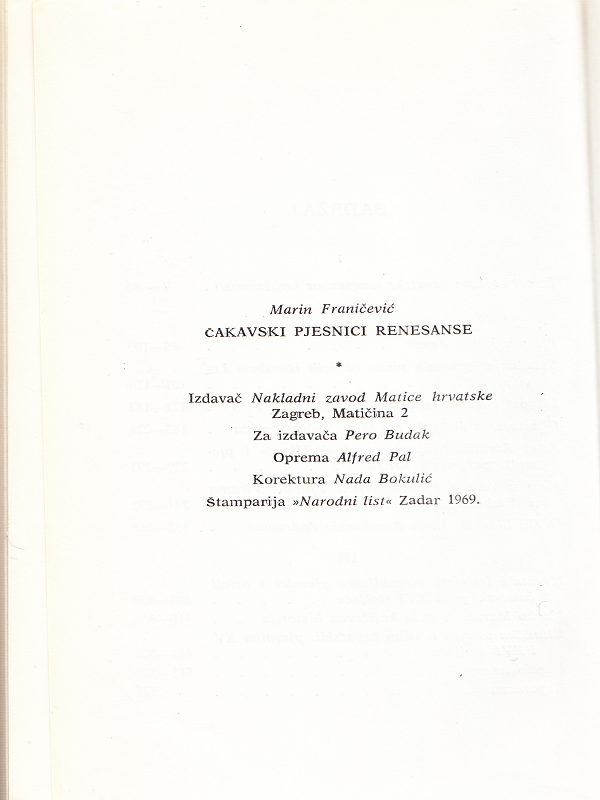 Marin Franičević
ČAKAVSKI PJESNICI RENESANSE
*
Izdavač Nakladni zavod Matice hrvatske
Zagreb, Matičina 2
Za izdavača Pero Budak
Oprema Alfred Pal
Korektura Nada Bokulić
Štamparija »Narodni list« Zadar 1969.